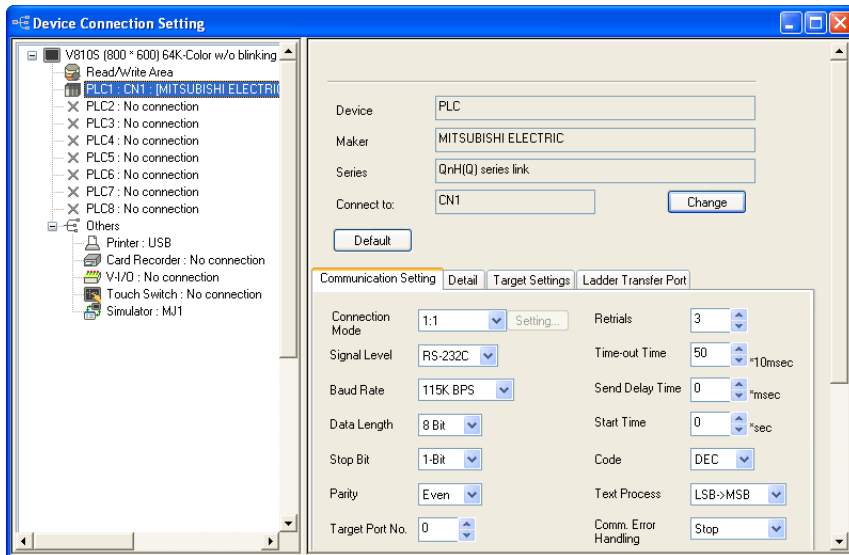 Device Connection Setting
V810S (800 * 600) 64K-Color w/o blinking
Read/Write Area
PLC1 : CN1 : [MITSUBISHI ELECTRIC
PLC2 : No connection
PLC3 : No connection
PLC4 : No connection
PLC5 : No connection
PLC6 : No connection
PLC7 : No connection
PLC8 : No connection
Others
Printer : USB
Card Recorder : No connection
V-I/O : No connection
Touch Switch : No connection
Simulator : MJ1
Device PLC
Maker MITSUBISHI ELECTRIC
Series QnH(Q) series link
Connect to: CN1 Change
Default
Communication Setting Detail Target Settings Ladder Transfer Port
Connection Mode 1:1 Setting...
Signal Level RS-232C
Baud Rate 115K BPS
Data Length 8 Bit
Stop Bit 1-Bit
Parity Even
Target Port No. 0
Retrials 3
Time-out Time 50 *10msec
Send Delay Time 0 *msec
Start Time 0 *sec
Code DEC
Text Process LSB->MSB
Comm. Error Handling Stop